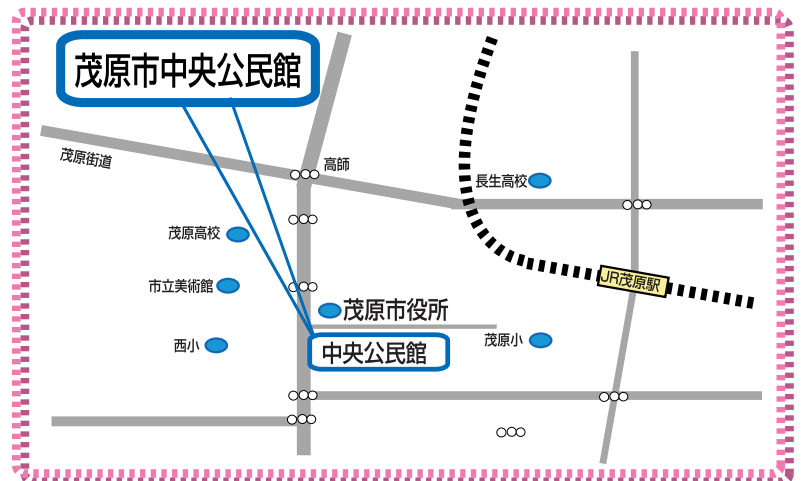 茂原市中央公民館
茂原街道
高師
長生高校
茂原高校
市立美術館
JR茂原駅
茂原市役所
西小
中央公民館
茂原小